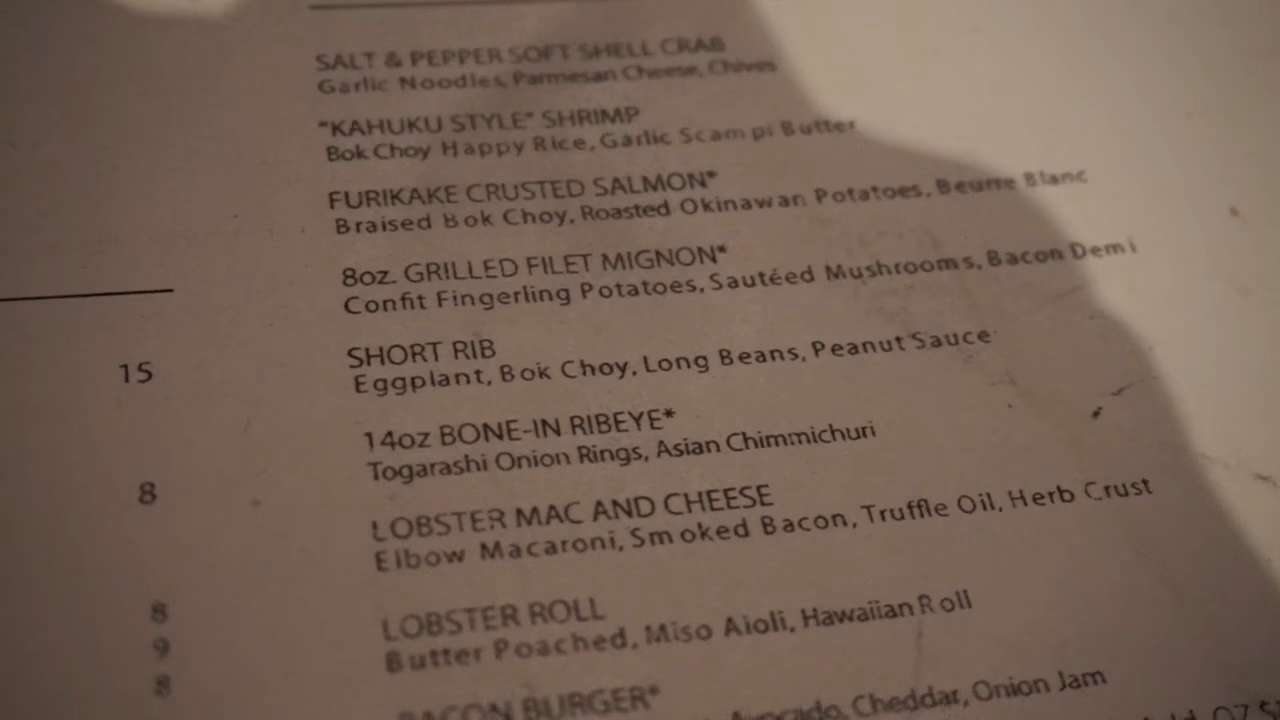 SALT & PEPPER SOFT SHELL CRAB
Garlic Noodles, Parmesan Cheese, Chives
"KAHUKU STYLE" SHRIMP
Bok Choy Happy Rice, Garlic Scampi Butter
FURIKAKE CRUSTED SALMON*
Braised Bok Choy, Roasted Okinawan Potatoes, Beurre Blanc
8oz. GRILLED FILET MIGNON*
Confit Fingerling Potatoes, Sautéed Mushrooms, Bacon Demi
15
SHORT RIB
Eggplant, Bok Choy, Long Beans, Peanut Sauce
14oz BONE-IN RIBEYE*
Togarashi Onion Rings, Asian Chimmichuri
8
LOBSTER MAC AND CHEESE
Elbow Macaroni, Smoked Bacon, Truffle Oil, Herb Crust
8
LOBSTER ROLL
9
Butter Poached, Miso Aioli, Hawaiian Roll
8
BACON BURGER*
Avocado, Cheddar, Onion Jam